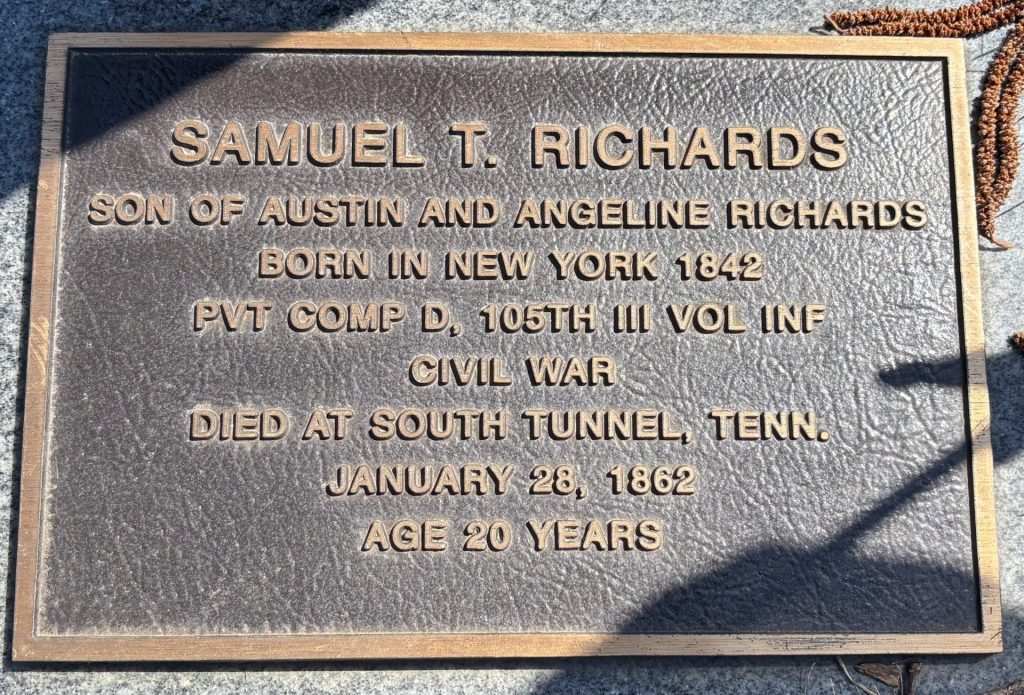 SAMUEL T. RICHARDS
SON OF AUSTIN AND ANGELINE RICHARDS
BORN IN NEW YORK 1842
PVT COMP D, 105TH III VOL INF
CIVIL WAR
DIED AT SOUTH TUNNEL, TENN.
JANUARY 28, 1862
AGE 20 YEARS